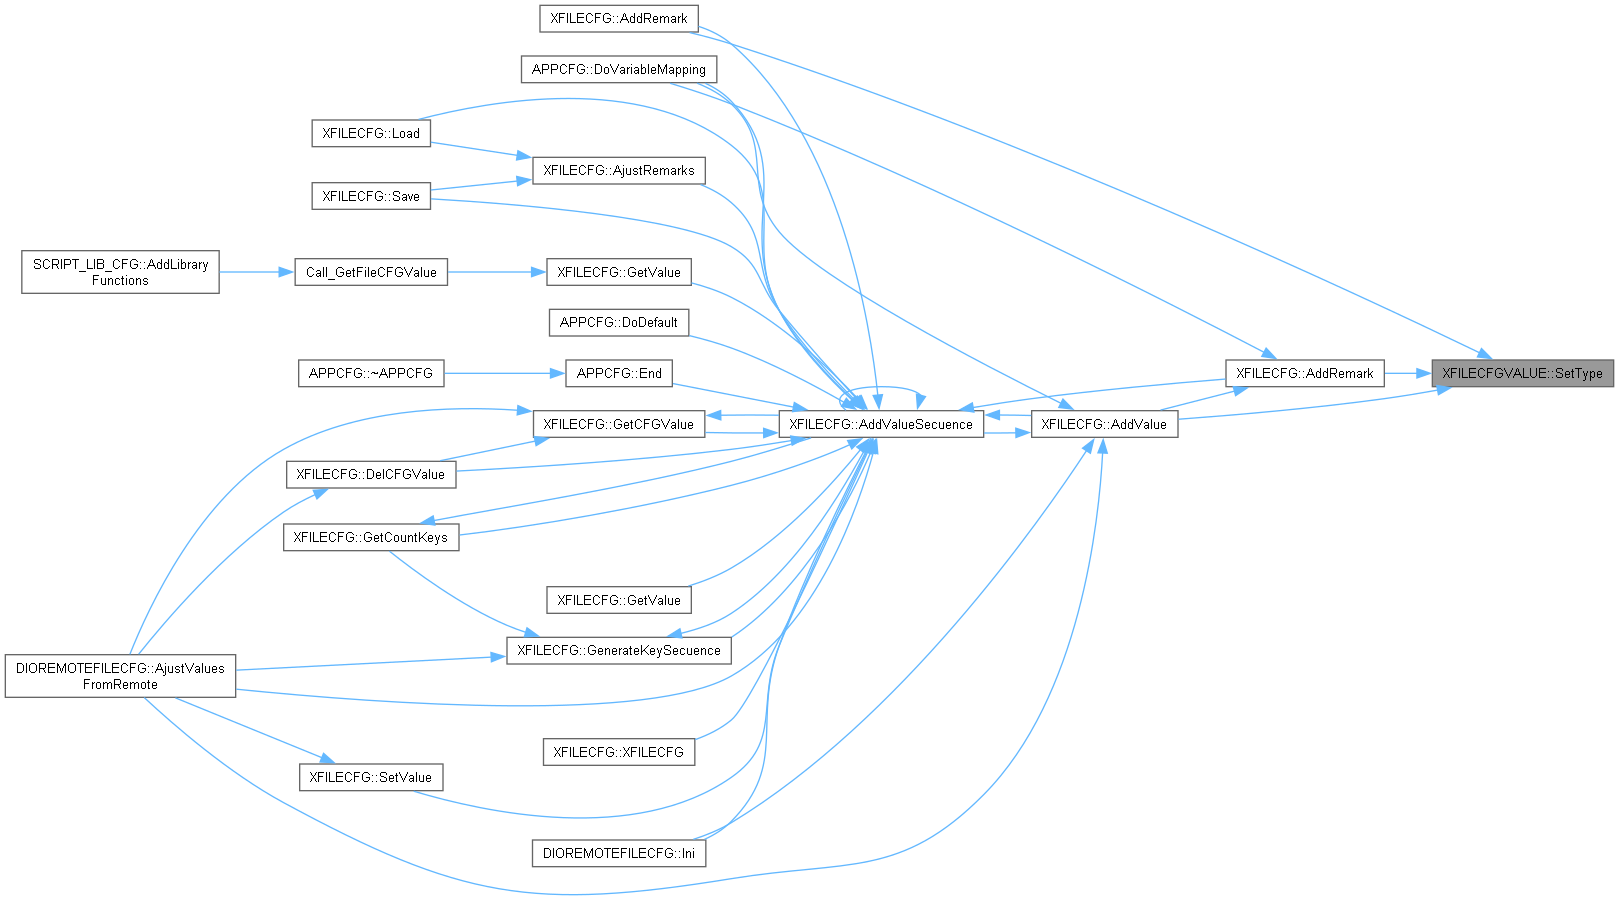 XFILECFG::AddRemark
APPCFG::DoVariableMapping
XFILECFG::Load
XFILECFG::AjustRemarks
XFILECFG::Save
SCRIPT_LIB_CFG::AddLibrary
Functions
Call_GetFileCFGValue
XFILECFG::GetValue
APPCFG::DoDefault
APPCFG::~APPCFG
APPCFG::End
XFILECFG::AddRemark
XFILECFGVALUE::SetType
XFILECFG::GetCFGValue
XFILECFG::AddValueSecuence
XFILECFG::AddValue
XFILECFG::DelCFGValue
XFILECFG::GetCountKeys
XFILECFG::GetValue
XFILECFG::GenerateKeySecuence
DIOREMOTEFILECFG::AjustValues
FromRemote
XFILECFG::XFILECFG
XFILECFG::SetValue
DIOREMOTEFILECFG::Ini